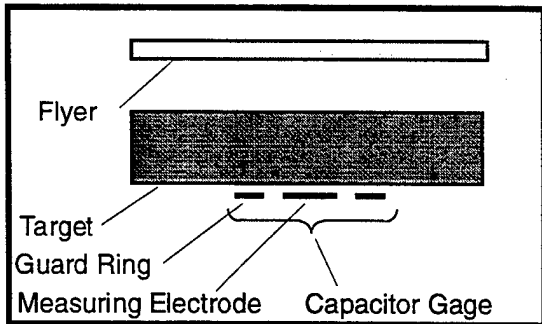 Flyer
Target
Guard Ring
Measuring Electrode
Capacitor Gage